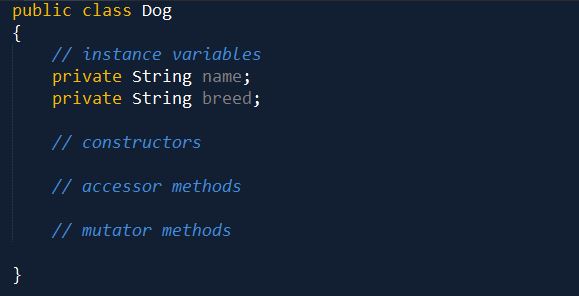 public class Dog
{
// instance variables
private String name;
private String breed;
// constructors
// accessor methods
// mutator methods
}